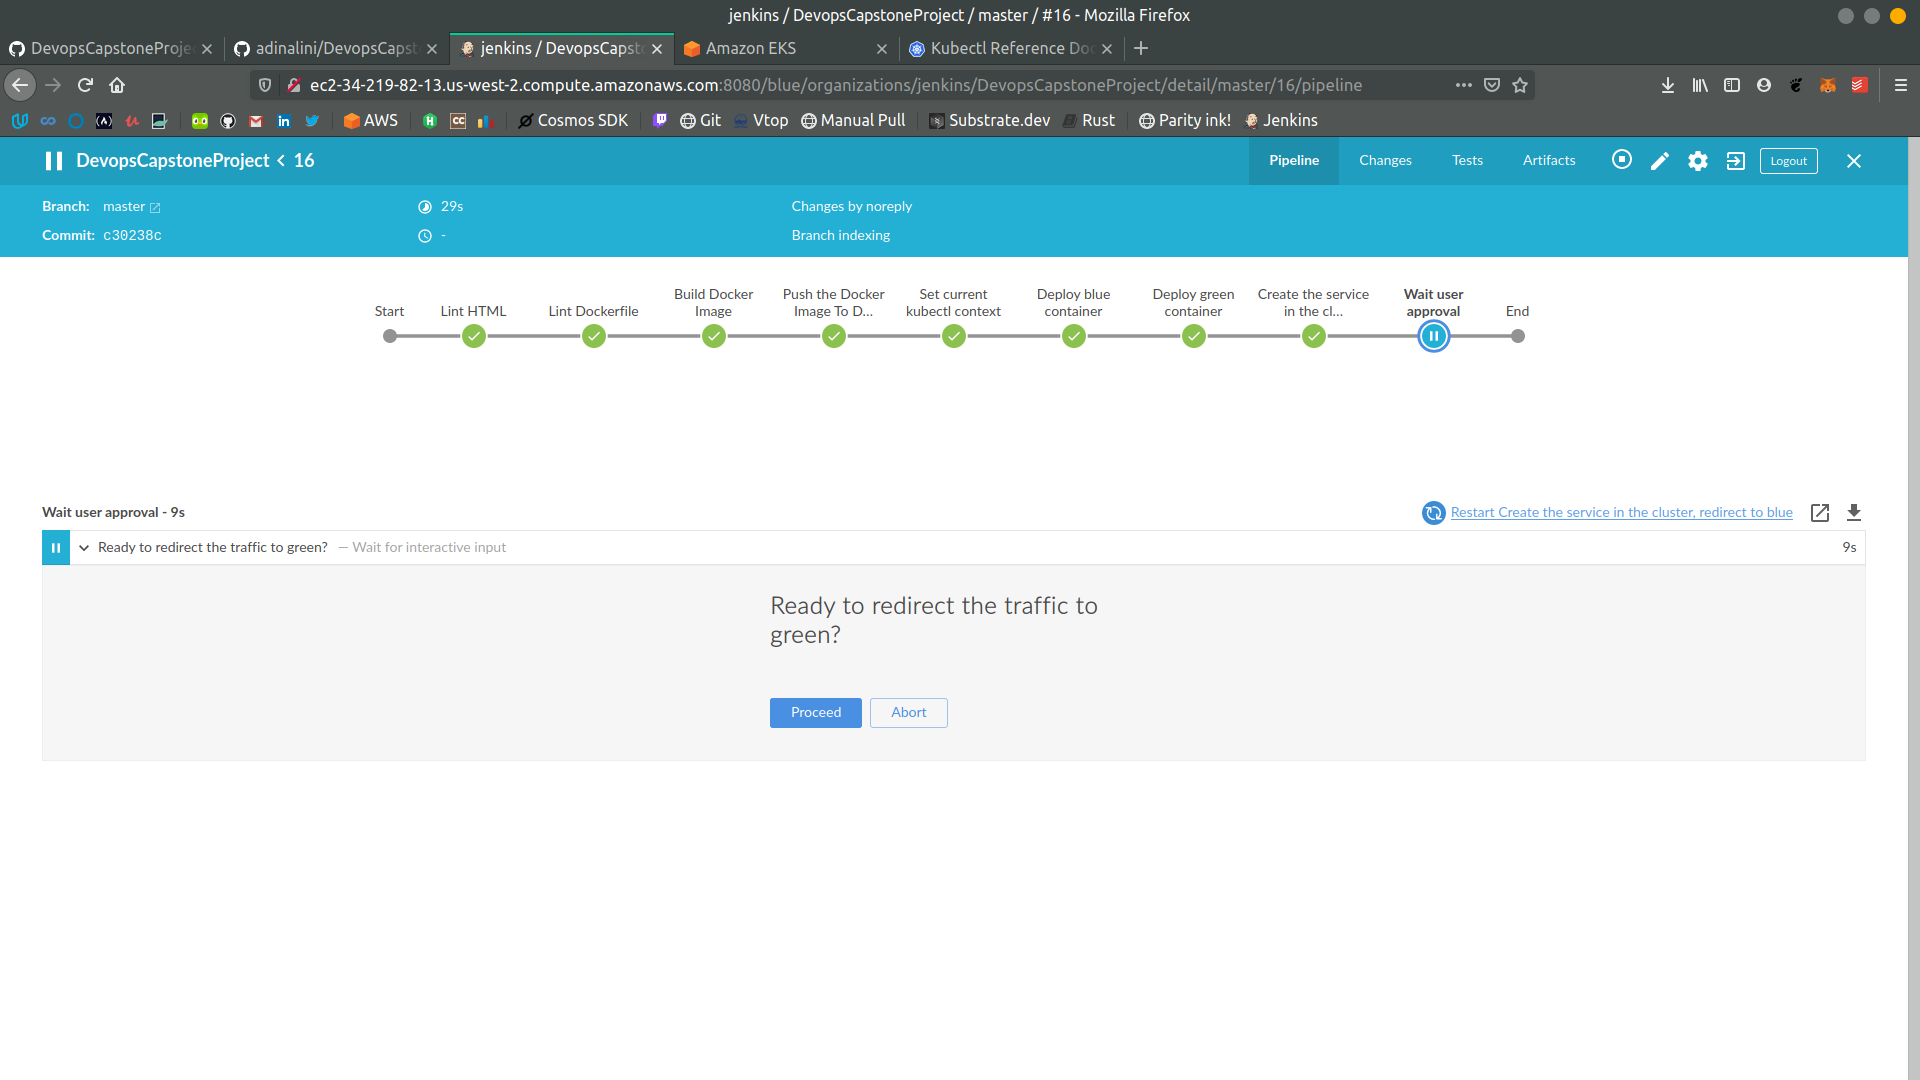 jenkins / DevopsCapstoneProject / master / #16 - Mozilla Firefox
DevopsCapstoneProje
adinalini/DevopsCapst
jenkins / DevopsCapst
Amazon EKS
Kubectl Reference Do
ec2-34-219-82-13.us-west-2.compute.amazonaws.com:8080/blue/organizations/jenkins/DevopsCapstoneProject/detail/master/16/pipeline
AWS
Cosmos SDK
Git
Vtop
Manual Pull
Substrate.dev
Rust
Parity ink!
Jenkins
DevopsCapstoneProject < 16
Pipeline
Changes
Tests
Artifacts
Logout
Branch: master
29s
Changes by noreply
Commit: c30238c
-
Branch indexing
Start
Lint HTML
Lint Dockerfile
Build Docker
Image
Push the Docker
Image To D...
Set current
kubectl context
Deploy blue
container
Deploy green
container
Create the service
in the cl...
Wait user
approval
End
Wait user approval - 9s
Restart Create the service in the cluster, redirect to blue
Ready to redirect the traffic to green? — Wait for interactive input
9s
Ready to redirect the traffic to
green?
Proceed
Abort